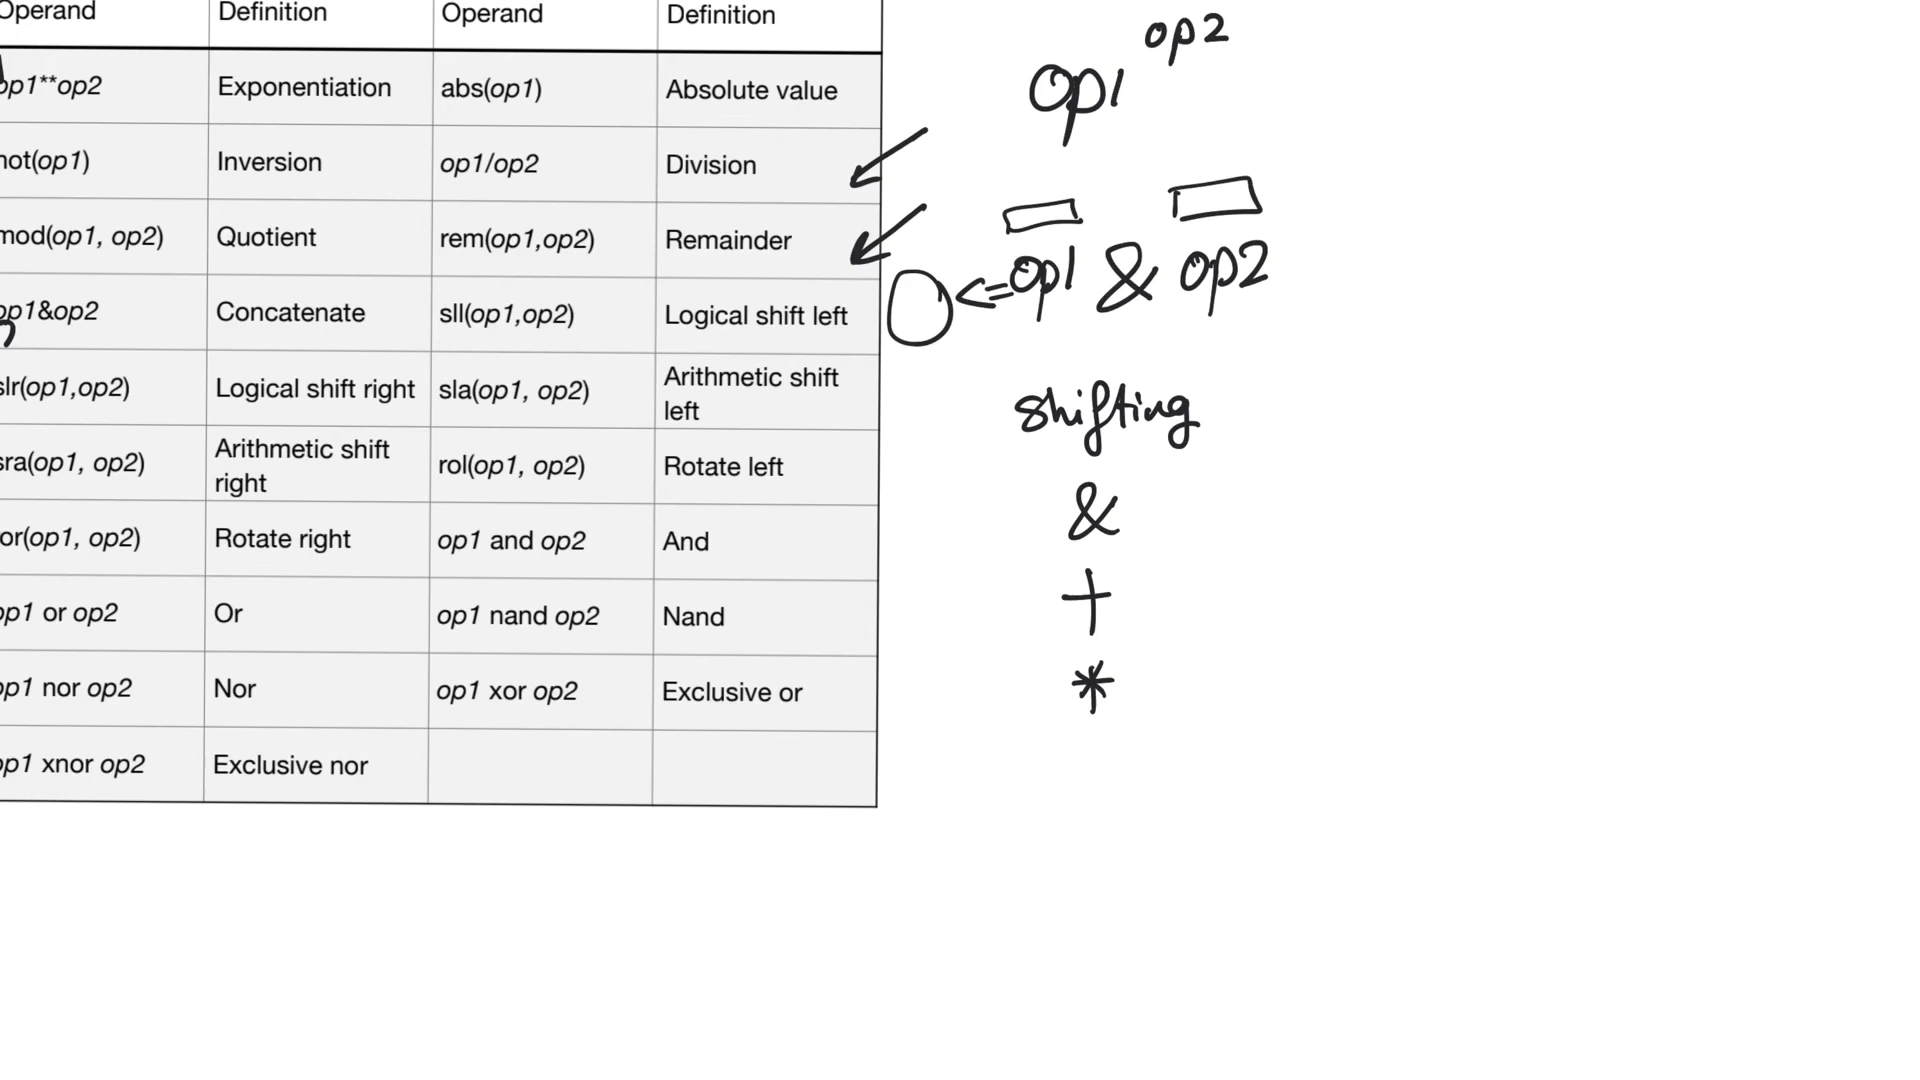 Operand Definition Operand Definition
op1**op2 Exponentiation abs(op1) Absolute value
not(op1) Inversion op1/op2 Division
mod(op1, op2) Quotient rem(op1,op2) Remainder
op1&op2 Concatenate sll(op1,op2) Logical shift left
slr(op1,op2) Logical shift right sla(op1, op2) Arithmetic shift
left
sra(op1, op2) Arithmetic shift
right
rol(op1, op2) Rotate left
ror(op1, op2) Rotate right op1 and op2 And
op1 or op2 Or op1 nand op2 Nand
op1 nor op2 Nor op1 xor op2 Exclusive or
op1 xnor op2 Exclusive nor
op2
op1
<= op1 & op2
shifting
&
+
*